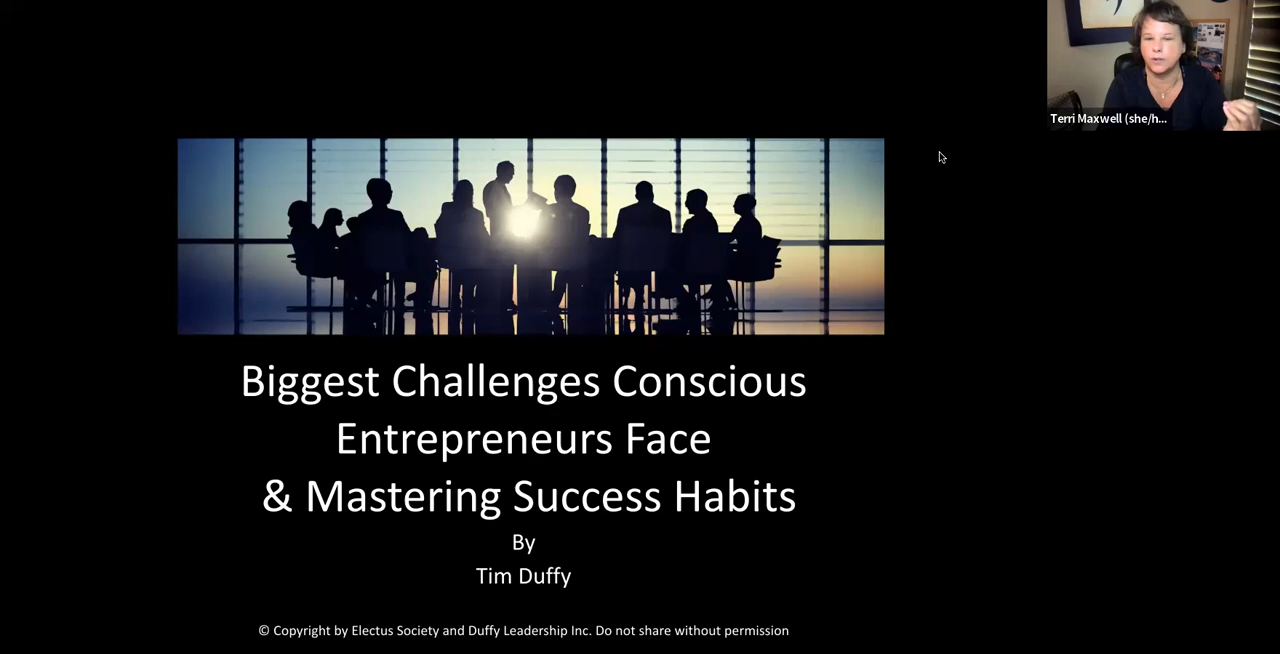 Terri Maxwell (she/h...
Biggest Challenges Conscious
Entrepreneurs Face
& Mastering Success Habits
By
Tim Duffy
© Copyright by Electus Society and Duffy Leadership Inc. Do not share without permission